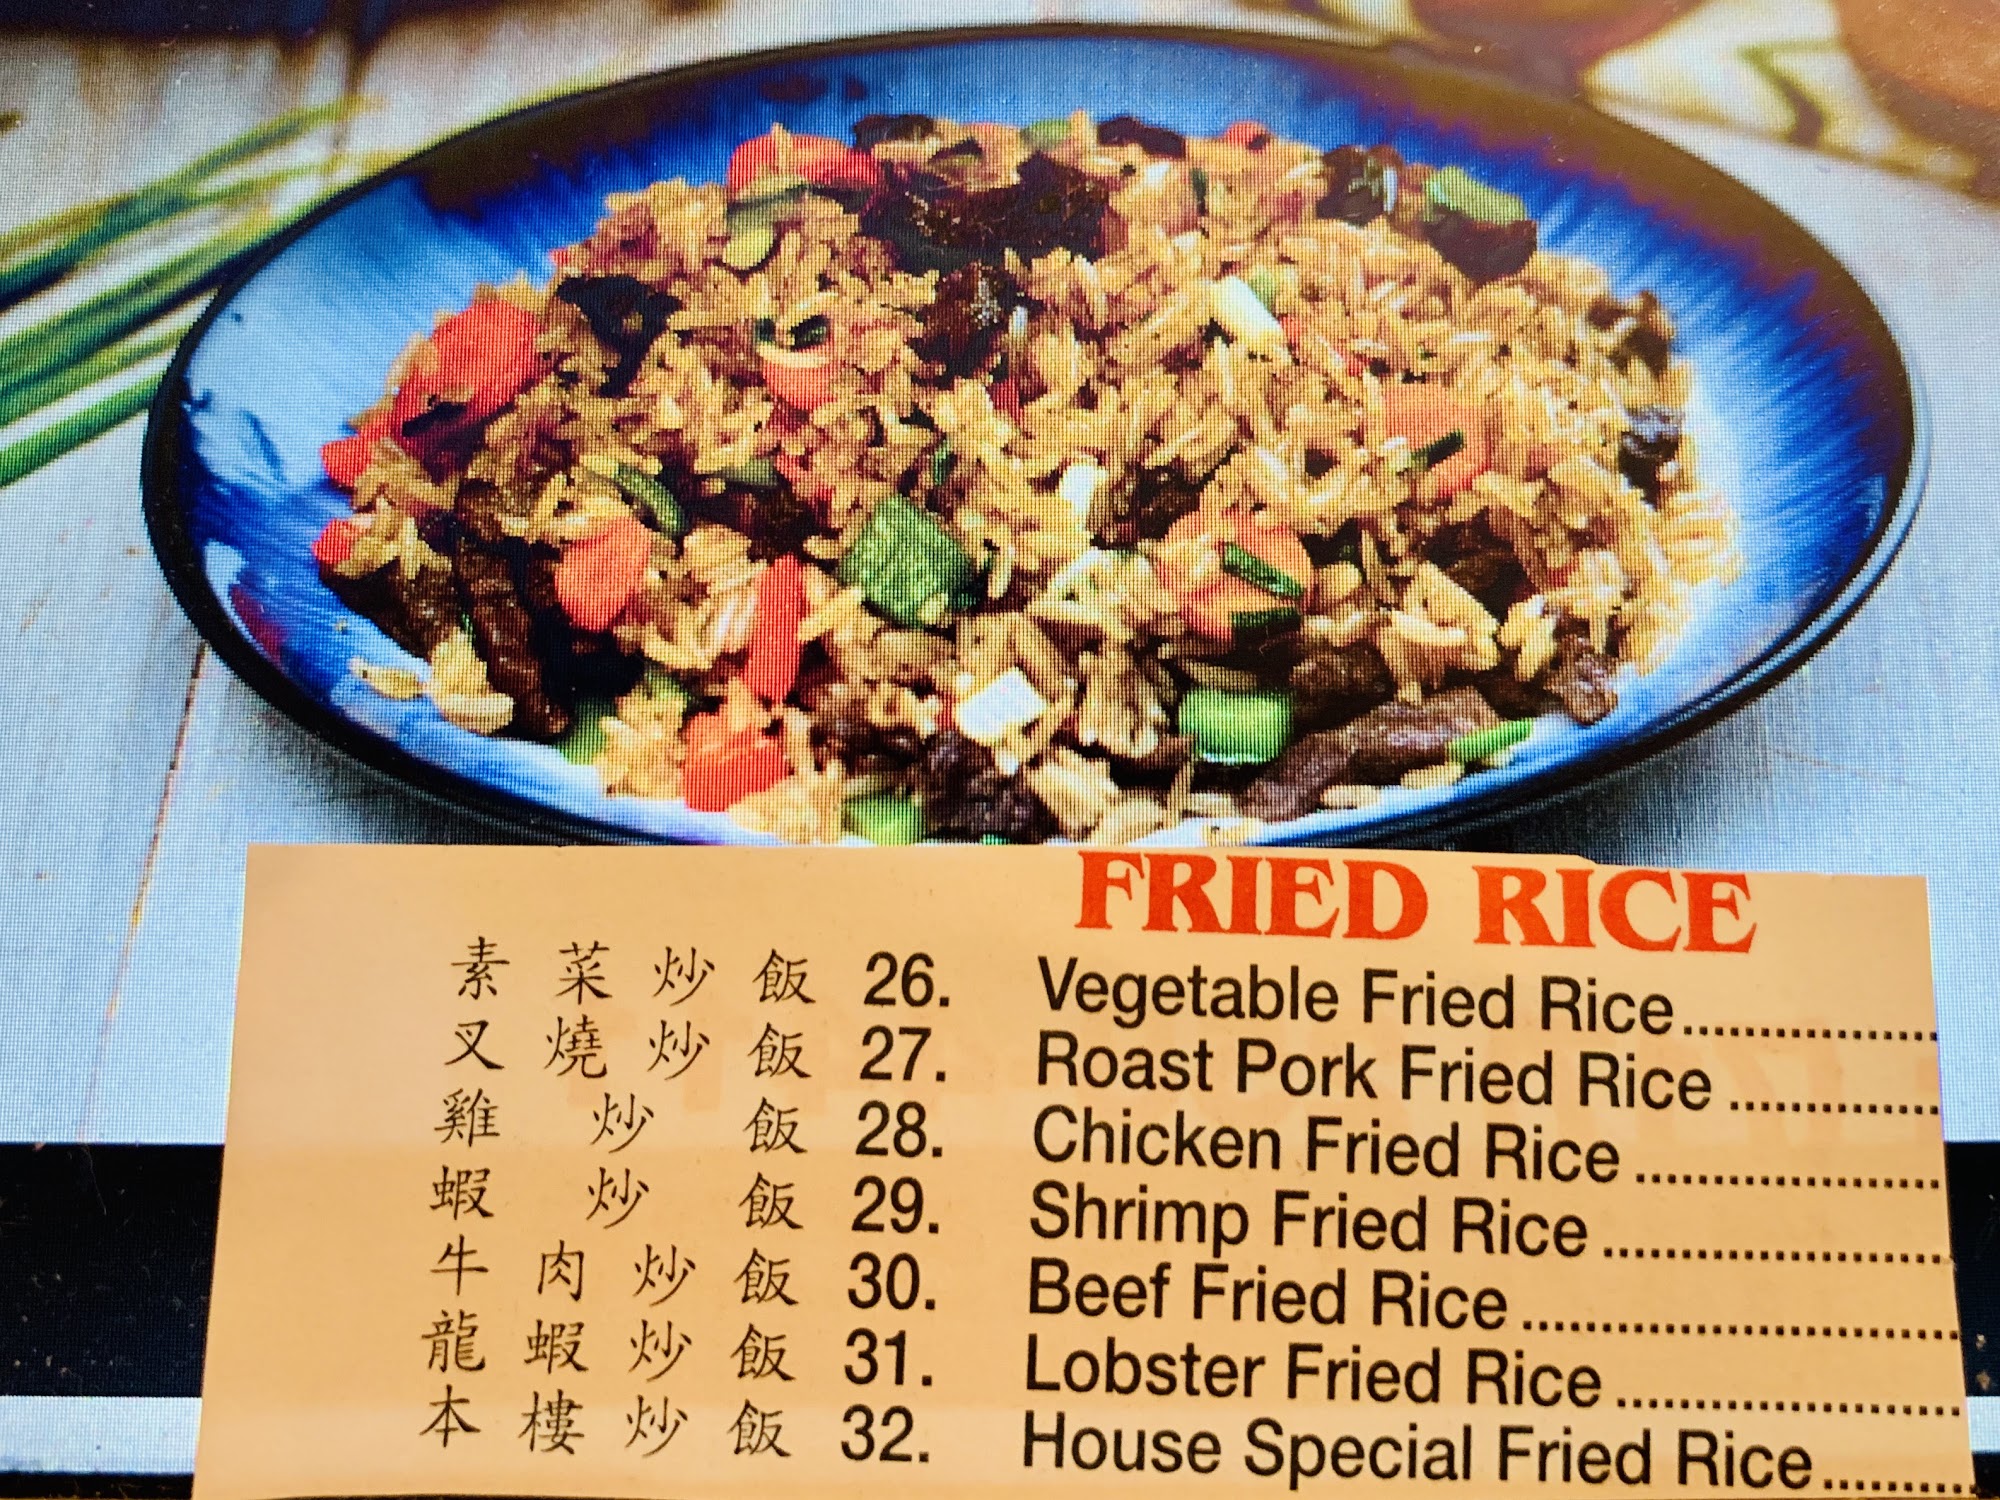 FRIED RICE
素菜炒飯 26. Vegetable Fried Rice................
叉燒炒飯 27. Roast Pork Fried Rice .............
雞炒飯 28. Chicken Fried Rice ...................
蝦炒飯 29. Shrimp Fried Rice ......................
牛肉炒飯 30. Beef Fried Rice ............................
龍蝦炒飯 31. Lobster Fried Rice ......................
本樓炒飯 32. House Special Fried Rice..........